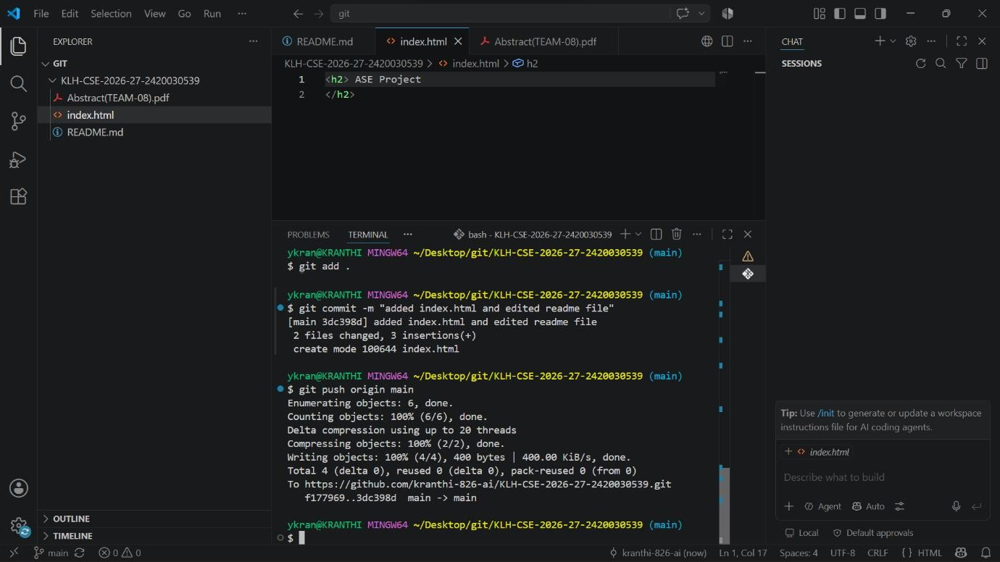 File Edit Selection View Go Run ···
git
EXPLORER ···
GIT
KLH-CSE-2026-27-2420030539
Abstract(TEAM-08).pdf
index.html
README.md
OUTLINE
TIMELINE
README.md
index.html
Abstract(TEAM-08).pdf
KLH-CSE-2026-27-2420030539 > <> index.html > h2
1 <h2> ASE Project
2 </h2>
PROBLEMS TERMINAL ··· bash - KLH-CSE-2026-27-2420030539
ykran@KRANTHI MINGW64 ~/Desktop/git/KLH-CSE-2026-27-2420030539 (main)
$ git add .
ykran@KRANTHI MINGW64 ~/Desktop/git/KLH-CSE-2026-27-2420030539 (main)
$ git commit -m "added index.html and edited readme file"
[main 3dc398d] added index.html and edited readme file
2 files changed, 3 insertions(+)
create mode 100644 index.html
ykran@KRANTHI MINGW64 ~/Desktop/git/KLH-CSE-2026-27-2420030539 (main)
$ git push origin main
Enumerating objects: 6, done.
Counting objects: 100% (6/6), done.
Delta compression using up to 20 threads
Compressing objects: 100% (2/2), done.
Writing objects: 100% (4/4), 400 bytes | 400.00 KiB/s, done.
Total 4 (delta 0), reused 0 (delta 0), pack-reused 0 (from 0)
To https://github.com/kranthi-826-ai/KLH-CSE-2026-27-2420030539.git
f177969..3dc398d main -> main
ykran@KRANTHI MINGW64 ~/Desktop/git/KLH-CSE-2026-27-2420030539 (main)
$
CHAT
SESSIONS
Tip: Use /init to generate or update a workspace
instructions file for AI coding agents.
+ <> index.html
Describe what to build
Agent Auto
Local Default approvals
main 0 0 kranthi-826-ai (now) Ln 1, Col 17 Spaces: 4 UTF-8 CRLF {} HTML